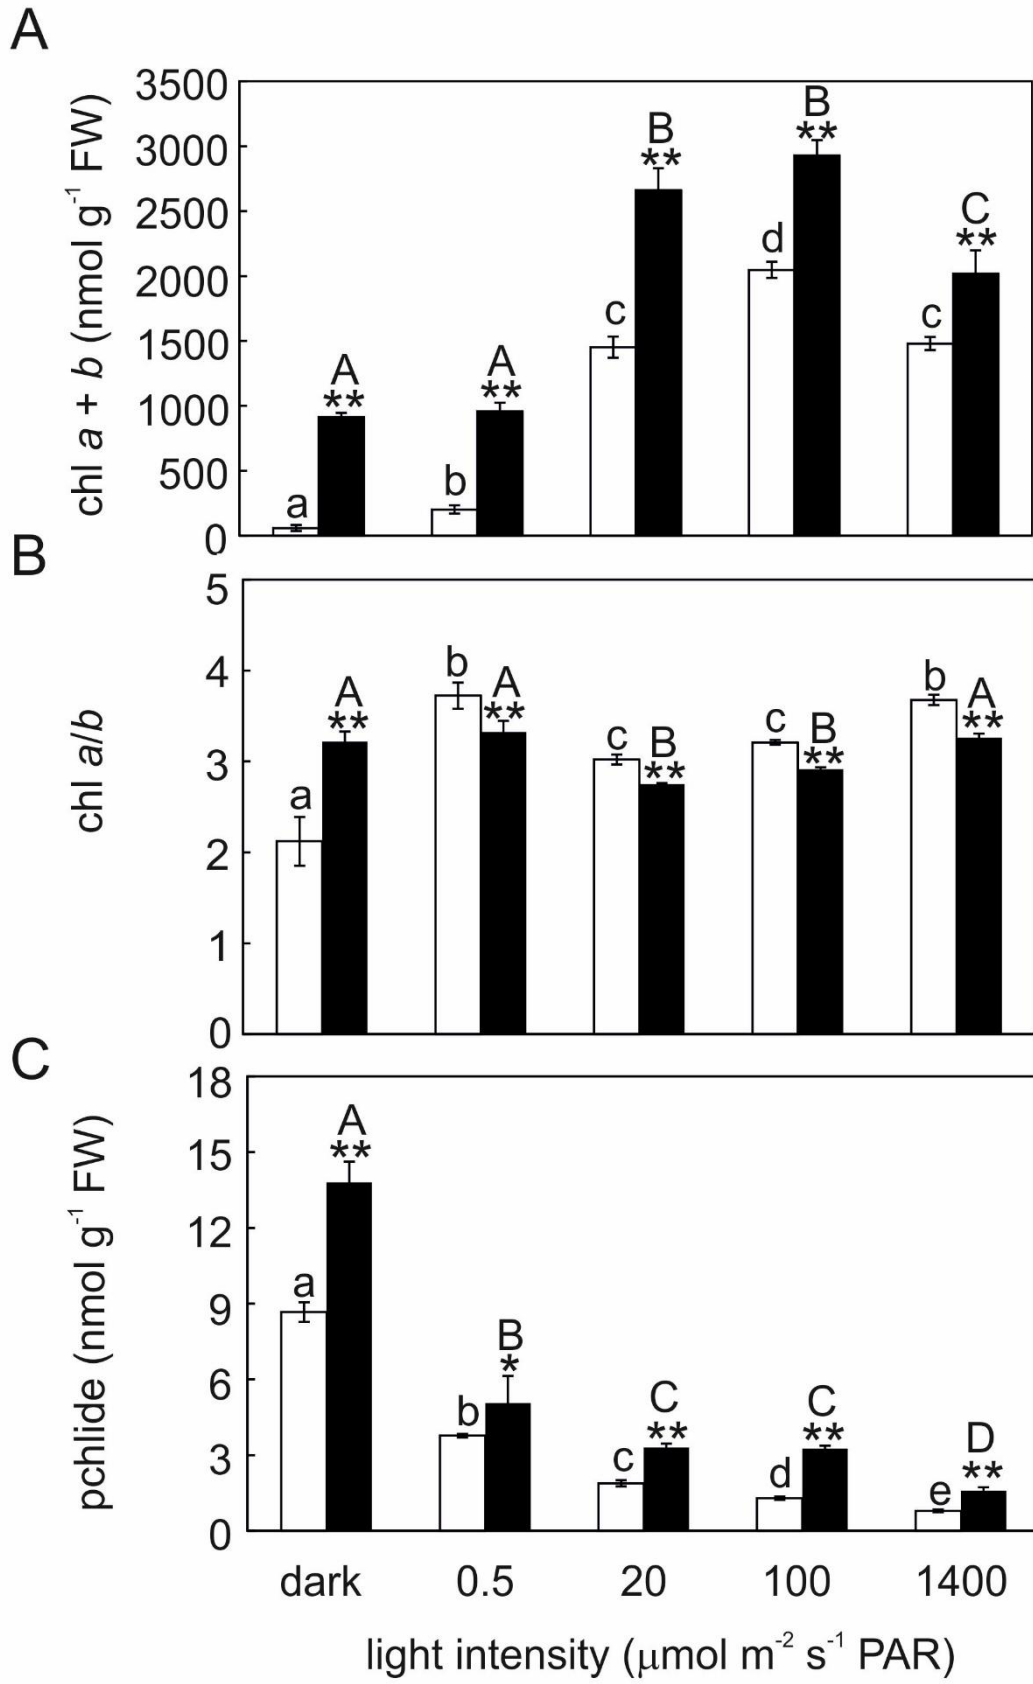 A
3500
3000
2500
2000
1500
1000
500
0
chl a + b (nmol g⁻¹ FW)
a
A
**
b
A
**
c
B
**
d
B
**
c
C
**
B
5
4
3
2
1
0
chl a/b
a
A
**
b
A
**
c
B
**
c
B
**
b
A
**
C
18
15
12
9
6
3
0
pchlide (nmol g⁻¹ FW)
a
A
**
b
B
*
c
C
**
d
C
**
e
D
**
dark 0.5 20 100 1400
light intensity (μmol m⁻² s⁻¹ PAR)